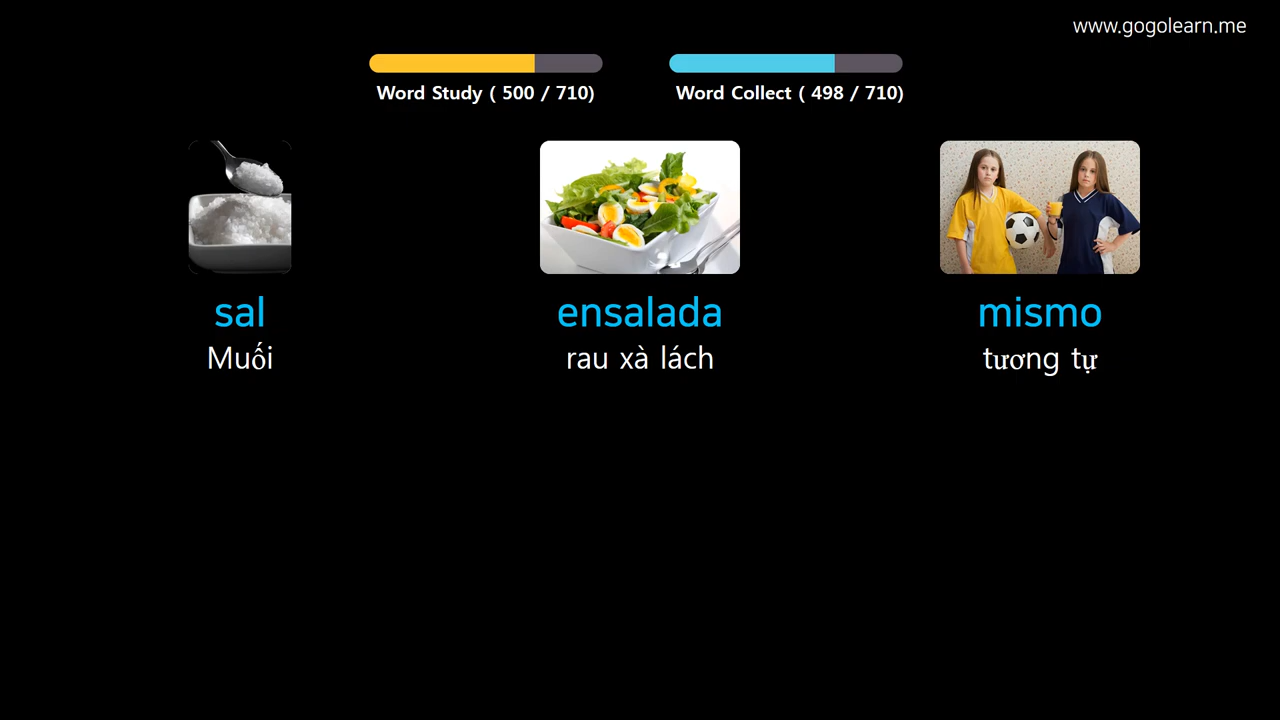 www.gogolearn.me
Word Study ( 500 / 710)
Word Collect ( 498 / 710)
sal
ensalada
mismo
Muối
rau xà lách
tương tự